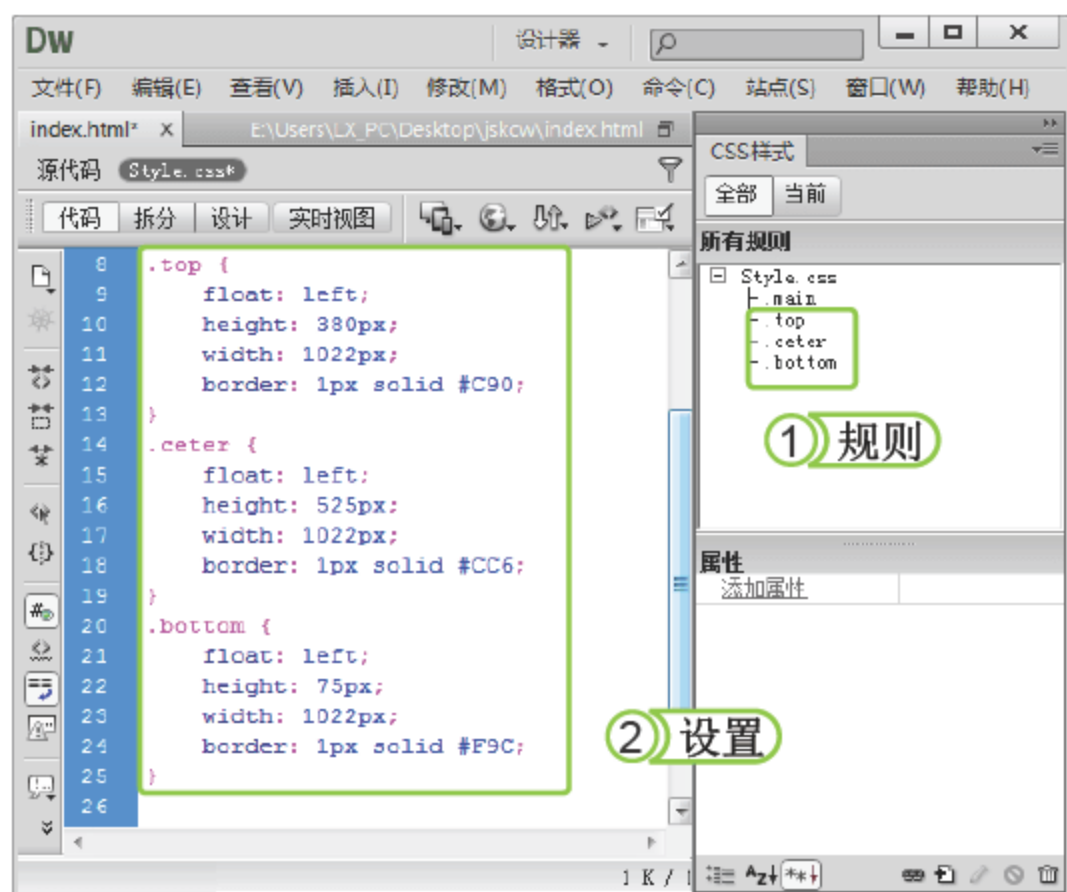 Dw
设计器
文件(F) 编辑(E) 查看(V) 插入(I) 修改(M) 格式(O) 命令(C) 站点(S) 窗口(W) 帮助(H)
index.html* × E:\Users\LX_PC\Desktop\jskcw\index.html
源代码 Style.css*
代码 拆分 设计 实时视图
8 .top {
9 float: left;
10 height: 380px;
11 width: 1022px;
12 border: 1px solid #C90;
13 }
14 .ceter {
15 float: left;
16 height: 525px;
17 width: 1022px;
18 border: 1px solid #CC6;
19 }
20 .bottom {
21 float: left;
22 height: 75px;
23 width: 1022px;
24 border: 1px solid #F9C;
25 }
26
1 K / 1
CSS样式
全部 当前
所有规则
Style.css
.main
.top
.ceter
.bottom
1 规则
属性
添加属性
2 设置